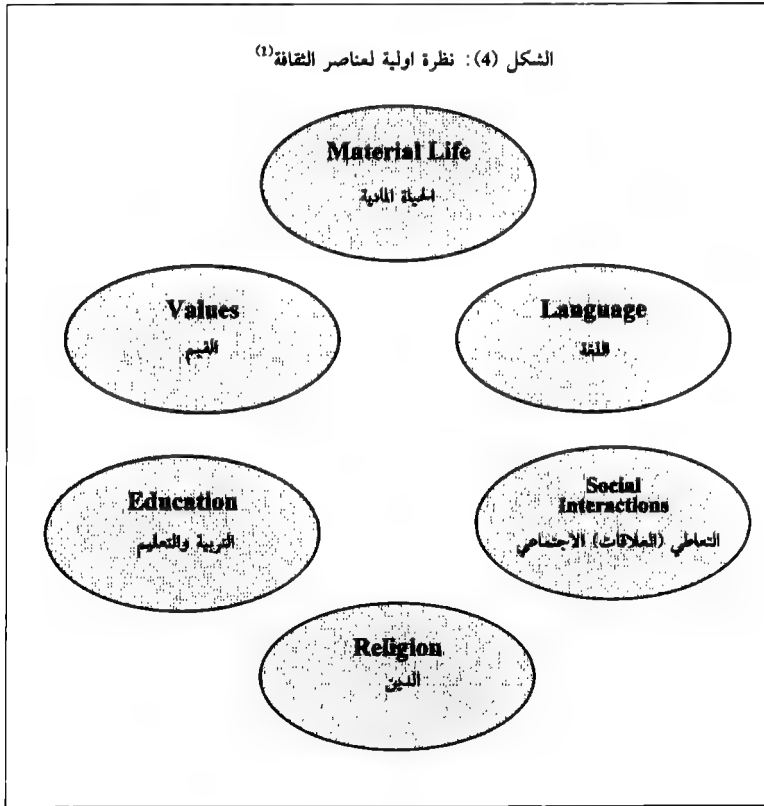 الشكل (4): نظرة اولية لعناصر الثقافة(1)
Material Life
الحياة المادية
Values
القيم
Language
اللغة
Education
التربية والتعليم
Social
Interactions
التعاطي (العلاقات) الاجتماعي
Religion
الدين